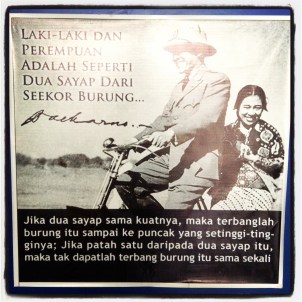 LAKI-LAKI DAN
PEREMPUAN
ADALAH SEPERTI
DUA SAYAP DARI
SEEKOR BURUNG...
Soekarno
Jika dua sayap sama kuatnya, maka terbanglah
burung itu sampai ke puncak yang setinggi-ting-
ginya; Jika patah satu daripada dua sayap itu,
maka tak dapatlah terbang burung itu sama sekali